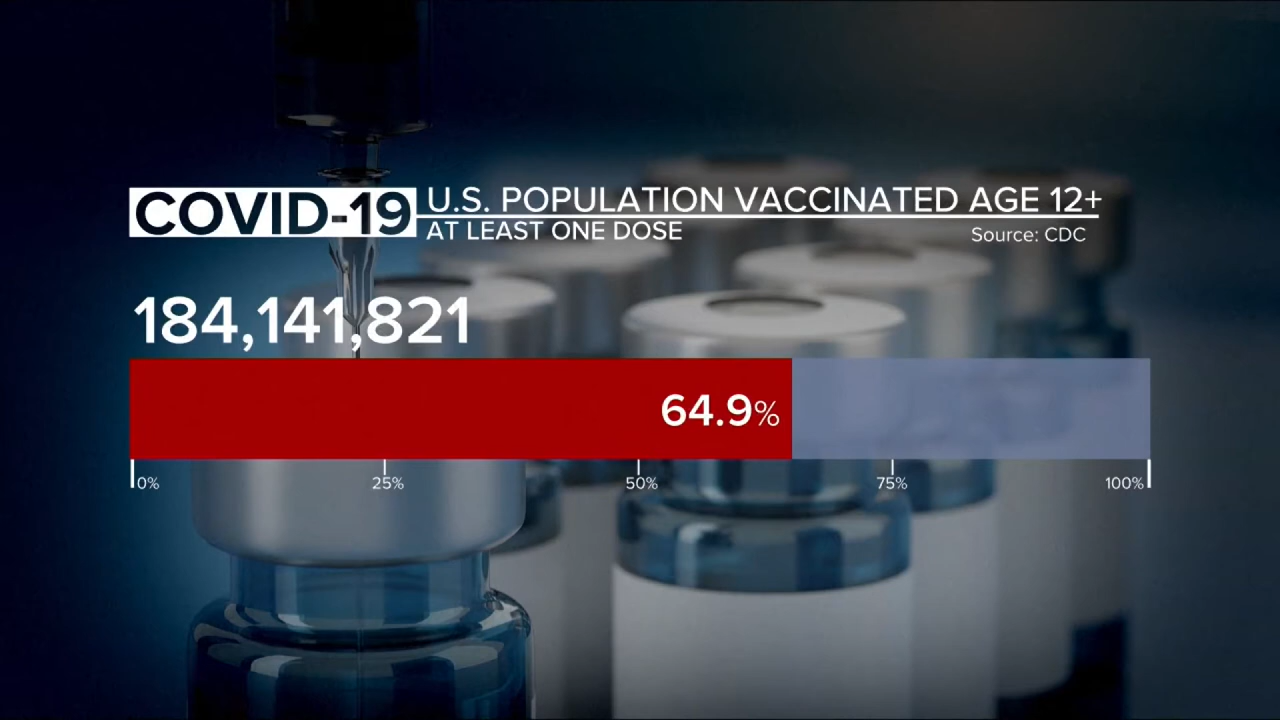 COVID-19
U.S. POPULATION VACCINATED AGE 12+
AT LEAST ONE DOSE
Source: CDC
184,141,821
64.9%
0% 25% 50% 75% 100%